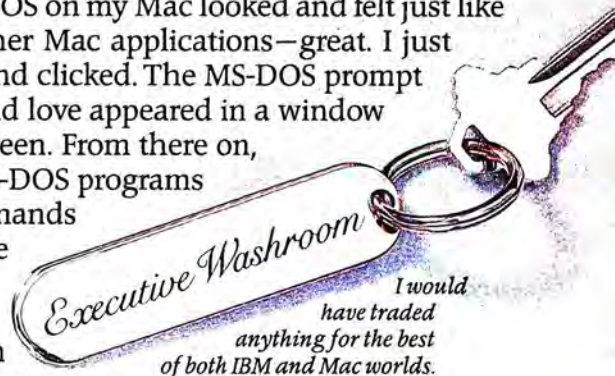 OS on my Mac looked and felt just like
ner Mac applications—great. I just
nd clicked. The MS-DOS prompt
d love appeared in a window
een. From there on,
-DOS programs
nands
e
Executive Washroom
I would
have traded
anything for the best
of both IBM and Mac worlds.